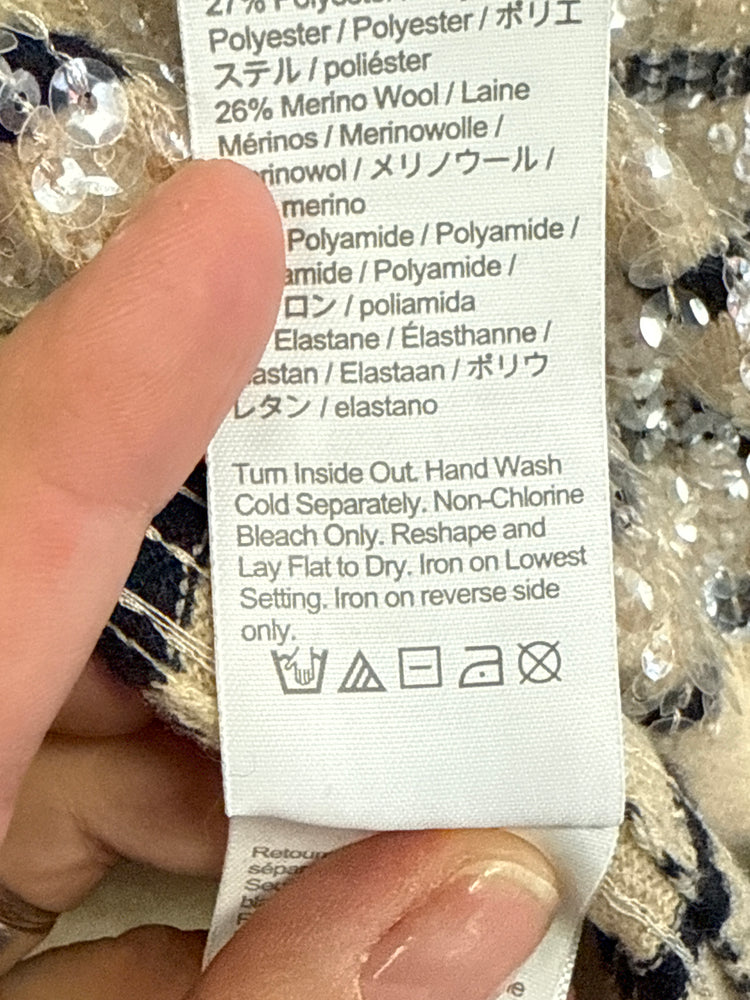 27% Polyester
Polyester / Polyester / ポリエ
ステル / poliéster
26% Merino Wool / Laine
Mérinos / Merinowolle /
メリノウール /
merino
Polyamide / Polyamide /
/ Polyamide /
/ poliamida
Elastane / Élasthanne /
/ Elastaan / ポリウ
レタン / elastano
Turn Inside Out. Hand Wash
Cold Separately. Non-Chlorine
Bleach Only. Reshape and
Lay Flat to Dry. Iron on Lowest
Setting. Iron on reverse side
only.